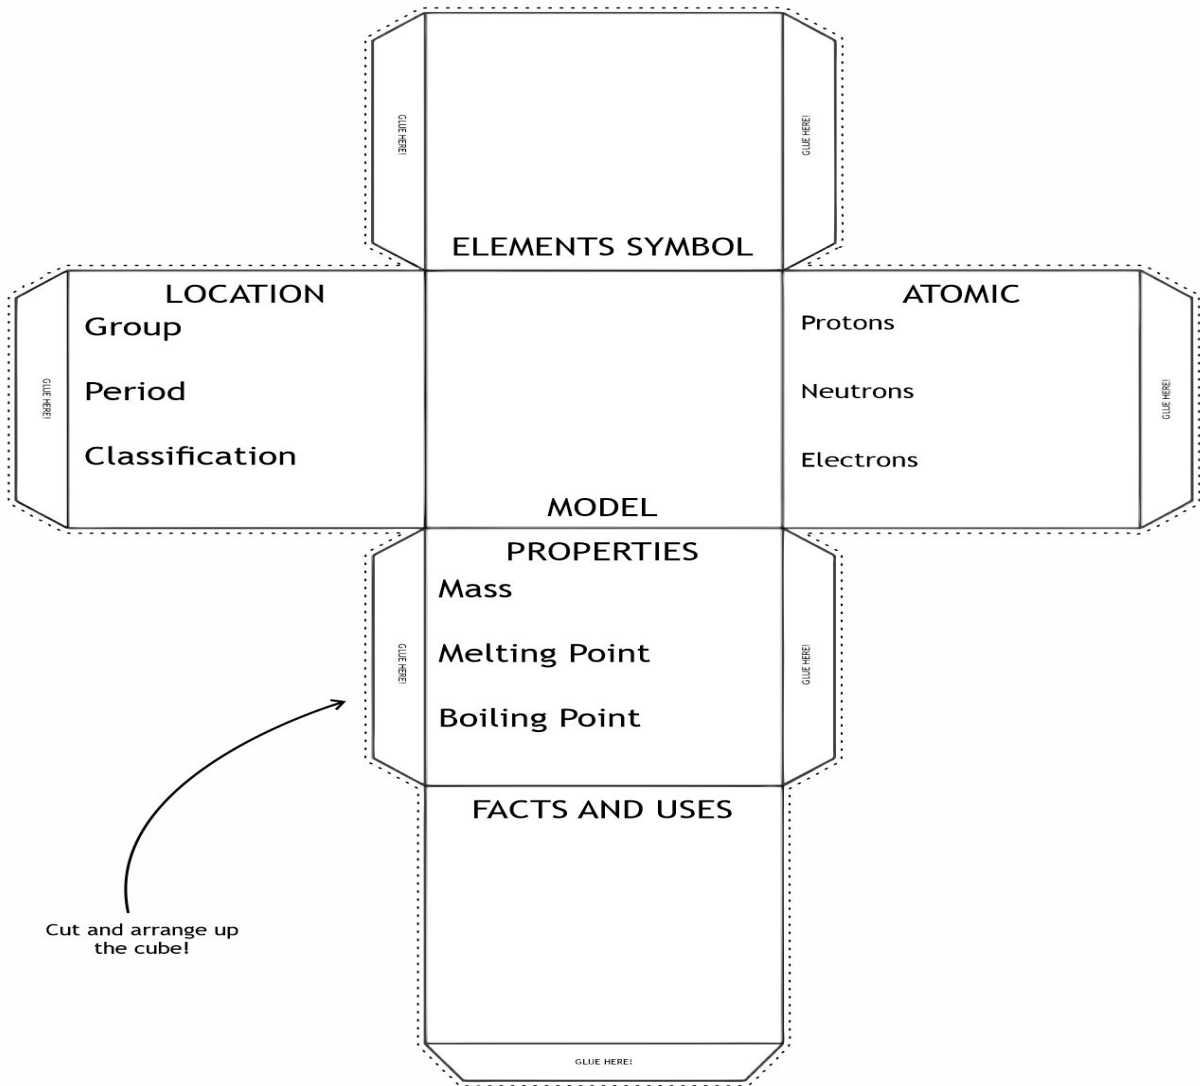 GLUE HERE!
GLUE HERE!
ELEMENTS SYMBOL
LOCATION
Group
Period
Classification
GLUE HERE!
MODEL
ATOMIC
Protons
Neutrons
Electrons
GLUE HERE!
PROPERTIES
Mass
Melting Point
Boiling Point
GLUE HERE!
GLUE HERE!
FACTS AND USES
Cut and arrange up
the cube!
GLUE HERE!